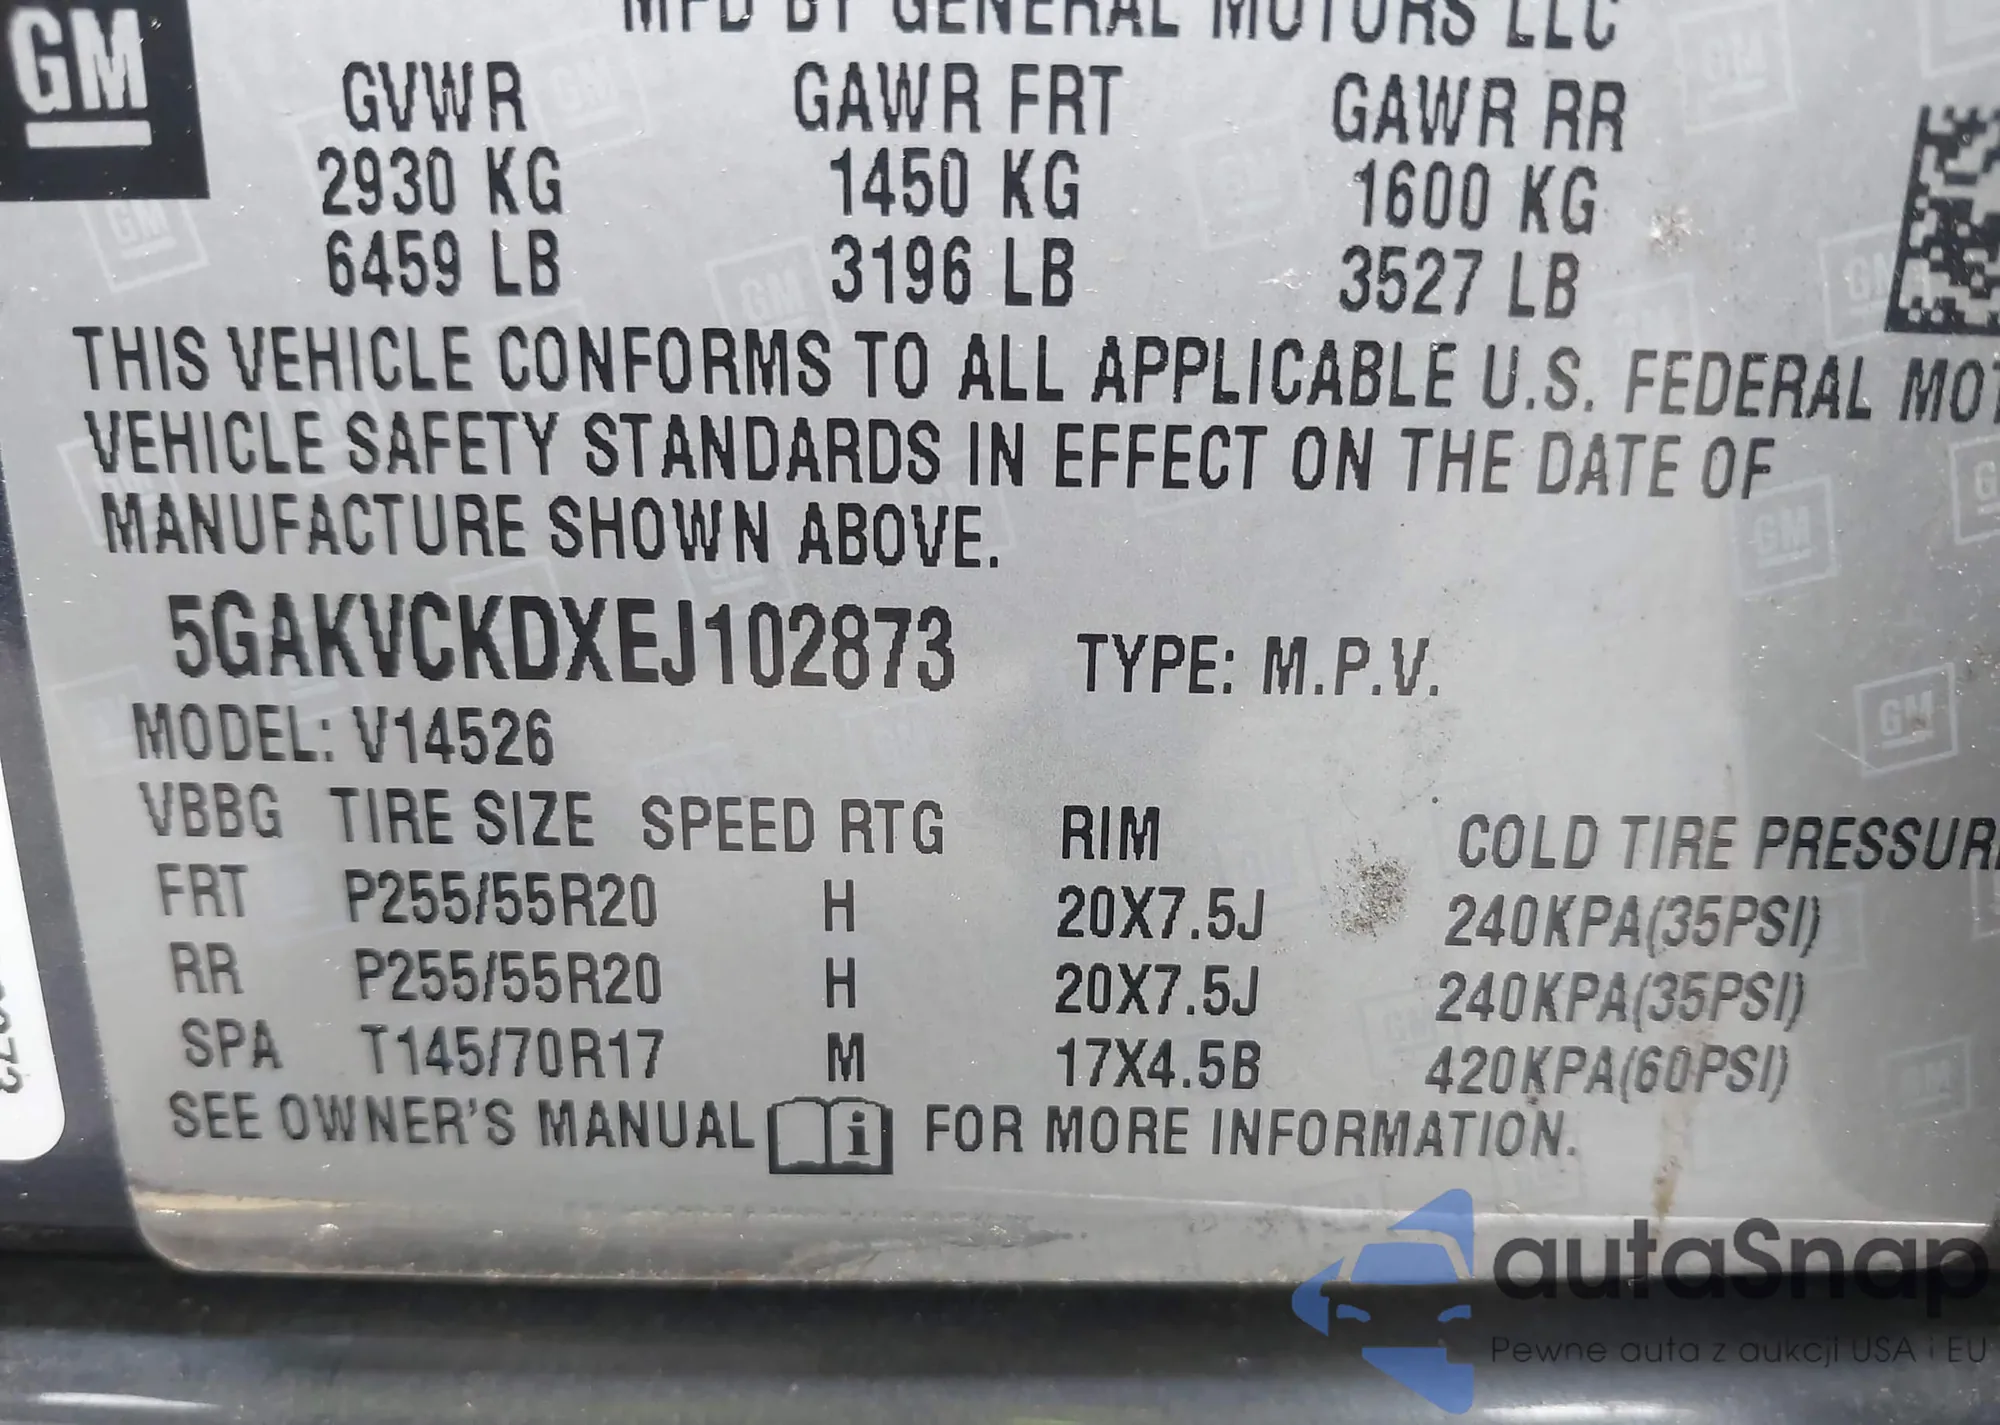 GM
MFD BY GENERAL MOTORS LLC
GVWR GAWR FRT GAWR RR
2930 KG 1450 KG 1600 KG
6459 LB 3196 LB 3527 LB
THIS VEHICLE CONFORMS TO ALL APPLICABLE U.S. FEDERAL MOT
VEHICLE SAFETY STANDARDS IN EFFECT ON THE DATE OF
MANUFACTURE SHOWN ABOVE.
5GAKVCKDXEJ102873 TYPE: M.P.V.
MODEL: V14526
VBBG TIRE SIZE SPEED RTG RIM COLD TIRE PRESSUR
FRT P255/55R20 H 20X7.5J 240KPA(35PSI)
RR P255/55R20 H 20X7.5J 240KPA(35PSI)
SPA T145/70R17 M 17X4.5B 420KPA(60PSI)
SEE OWNER'S MANUAL i FOR MORE INFORMATION.
autaSnap
Pewne auta z aukcji USA i EU